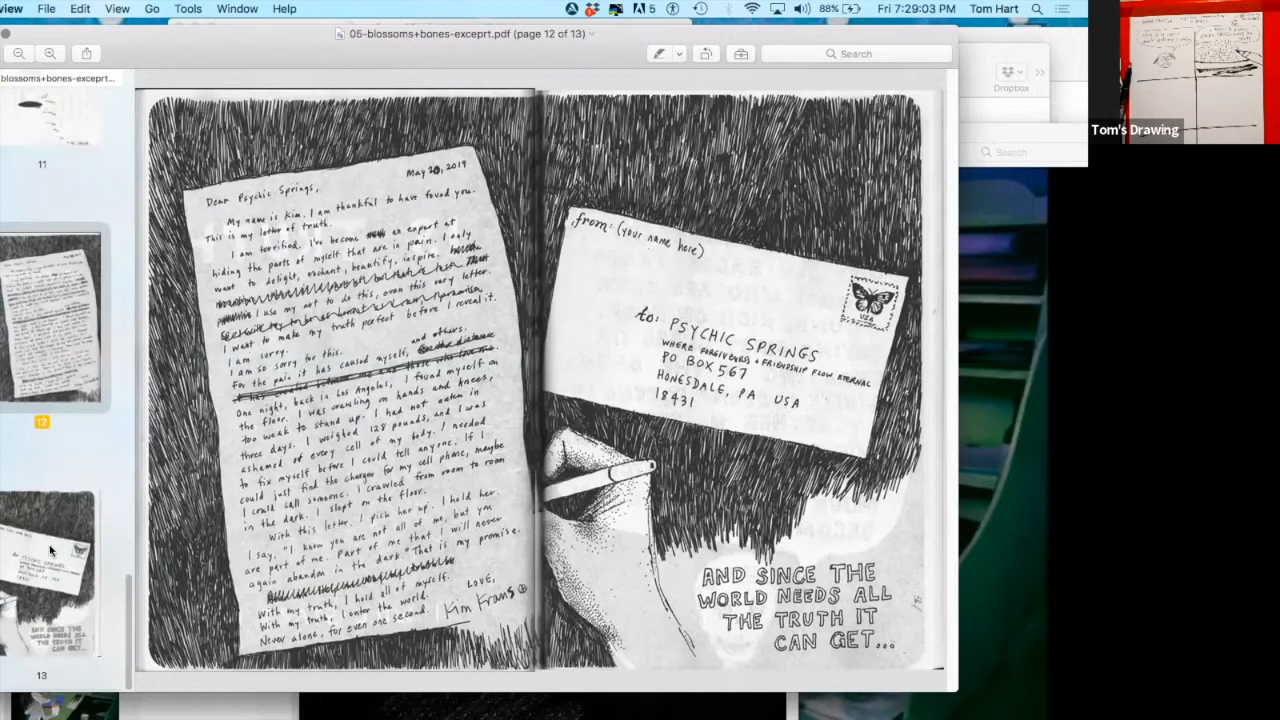 view File Edit View Go Tools Window Help
5 88% Fri 7:29:03 PM Tom Hart
05-blossoms+bones-exceprt.pdf (page 12 of 13)
Search
blossoms+bones-exceprt...
Dropbox
Search
Tom's Drawing
11
12
13
May 20, 2019
Dear Psychic Springs,
My name is Kim. I am thankful to have found you.
This is my letter of truth.
I am terrified. I've become an expert at
hiding the parts of myself that are in pain. I only
want to delight, enchant, beautify, inspire.
I use my art to do this, even this very letter.
I want to make my truth perfect before I reveal it.
I am sorry.
I am so sorry for this.
For the pain it has caused myself, and others.
One night, back in Los Angeles, I found myself on
the floor. I was crawling on hands and knees,
too weak to stand up. I had not eaten in
three days. I weighed 128 pounds, and I was
ashamed of every cell of my body. I needed
to fix myself before I could tell anyone. If I
could just find the charger for my cell phone, maybe
I could call someone. I crawled from room to room
in the dark. I slept on the floor.
With this letter, I pick her up. I hold her.
I say, "I know you are not all of me, but you
are part of me. Part of me that I will never
again abandon in the dark." That is my promise.
With my truth, I hold all of myself.
With my truth, I enter the world.
Never alone, for even one second.
LOVE,
Kim Krans
from: (your name here)
USA
to: PSYCHIC SPRINGS
WHERE FORGIVENESS + FRIENDSHIP FLOW ETERNAL
PO BOX 567
HONESDALE, PA USA
18431
AND SINCE THE
WORLD NEEDS ALL
THE TRUTH IT
CAN GET...